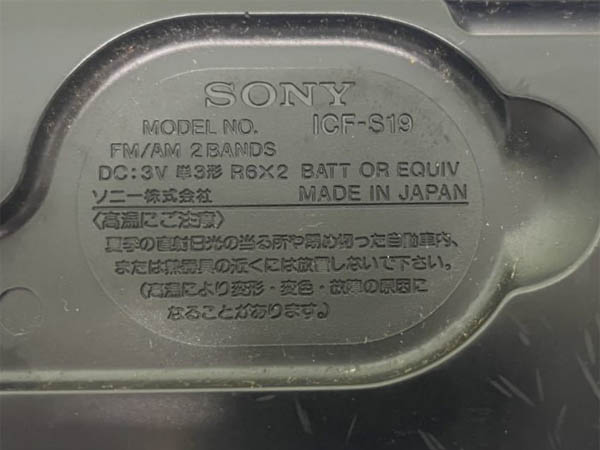 SONY
MODEL NO. ICF-S19
FM/AM 2 BANDS
DC:3V 単3形 R6×2 BATT OR EQUIV
ソニー株式会社 MADE IN JAPAN
〈高温にご注意〉
夏季の直射日光の当る所や閉め切った自動車内、
または熱器具の近くには放置しないで下さい。
(高温により変形・変色・故障の原因に
なることがあります。)